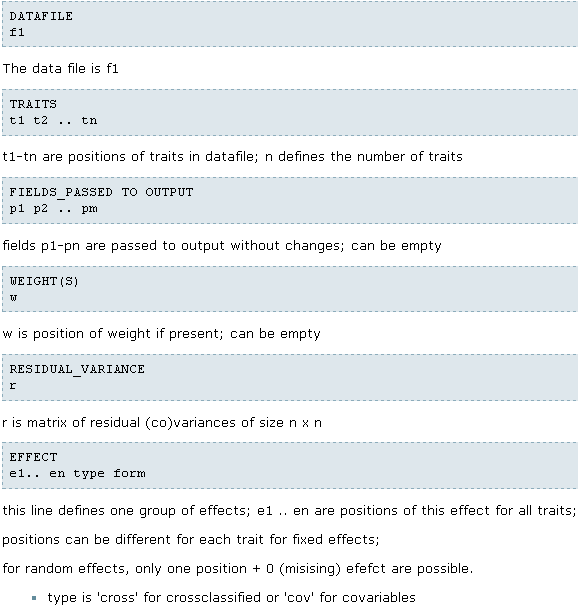 DATAFILE
f1
The data file is f1
TRAITS
t1 t2 .. tn
t1-tn are positions of traits in datafile; n defines the number of traits
FIELDS_PASSED TO OUTPUT
p1 p2 .. pm
fields p1-pn are passed to output without changes; can be empty
WEIGHT(S)
w
w is position of weight if present; can be empty
RESIDUAL_VARIANCE
r
r is matrix of residual (co)variances of size n x n
EFFECT
e1.. en type form
this line defines one group of effects; e1 .. en are positions of this effect for all traits;
positions can be different for each trait for fixed effects;
for random effects, only one position + 0 (misising) efefct are possible.
type is 'cross' for crossclassified or 'cov' for covariables